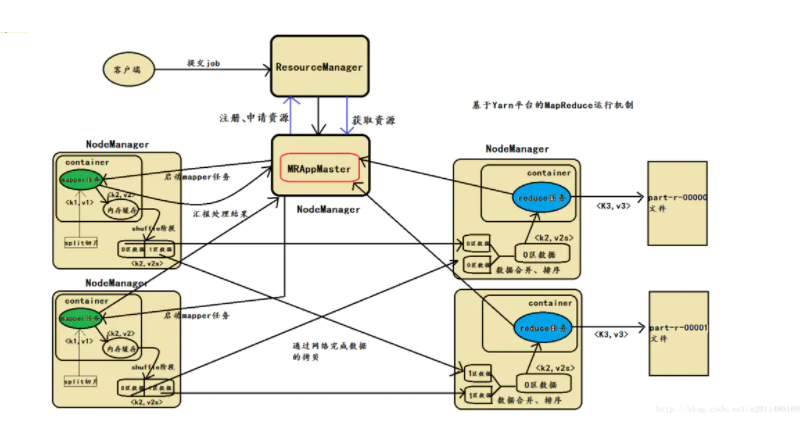 客户端
提交job
ResourceManager
注册、申请资源
获取资源
基于Yarn平台的MapReduce运行机制
MRAppMaster
NodeManager
NodeManager
container
mapper任务
<k1,v1>
<k2,v2>
内存缓存
split切片
shuffle阶段
0区数据
1区数据
<k2,v2s>
启动mapper任务
汇报处理结果
NodeManager
container
mapper任务
<k1,v1>
<k2,v2>
内存缓存
split切片
shuffle阶段
0区数据
1区数据
<k2,v2s>
启动mapper任务
通过网络完成数据
的拷贝
NodeManager
container
reduce任务
<K3,v3>
<k2,v2s>
0区数据
0区数据
0区数据
数据合并、排序
part-r-00000
文件
container
reduce任务
<K3,v3>
<k2,v2s>
1区数据
1区数据
0区数据
数据合并、排序
part-r-00001
文件